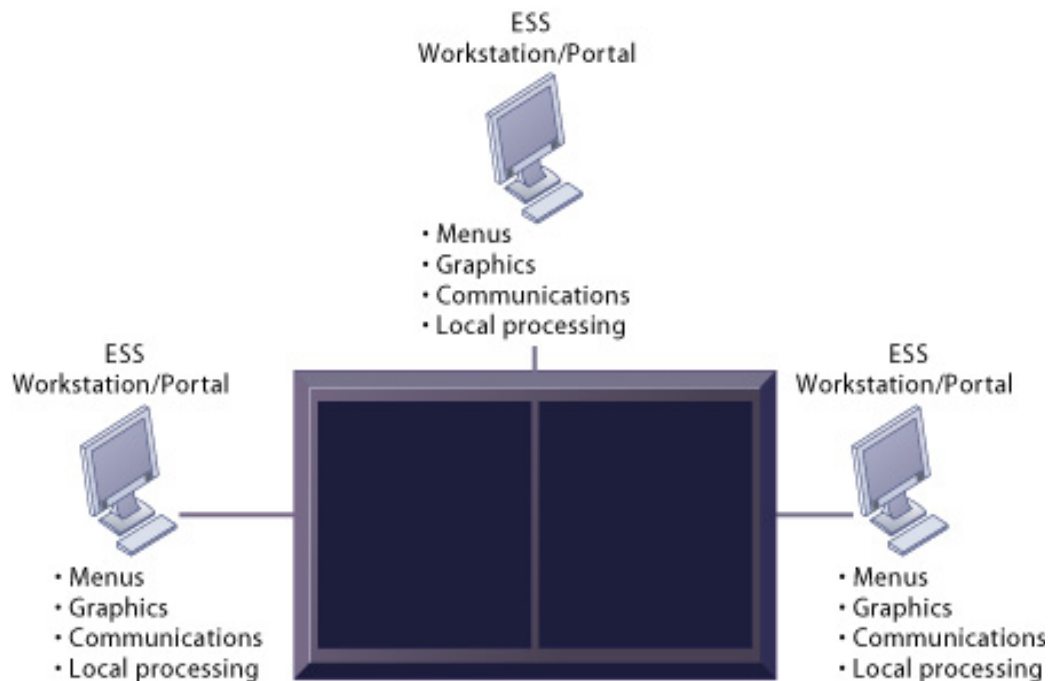 ESS
Workstation/Portal
• Menus
• Graphics
• Communications
• Local processing
ESS
Workstation/Portal
• Menus
• Graphics
• Communications
• Local processing
ESS
Workstation/Portal
• Menus
• Graphics
• Communications
• Local processing